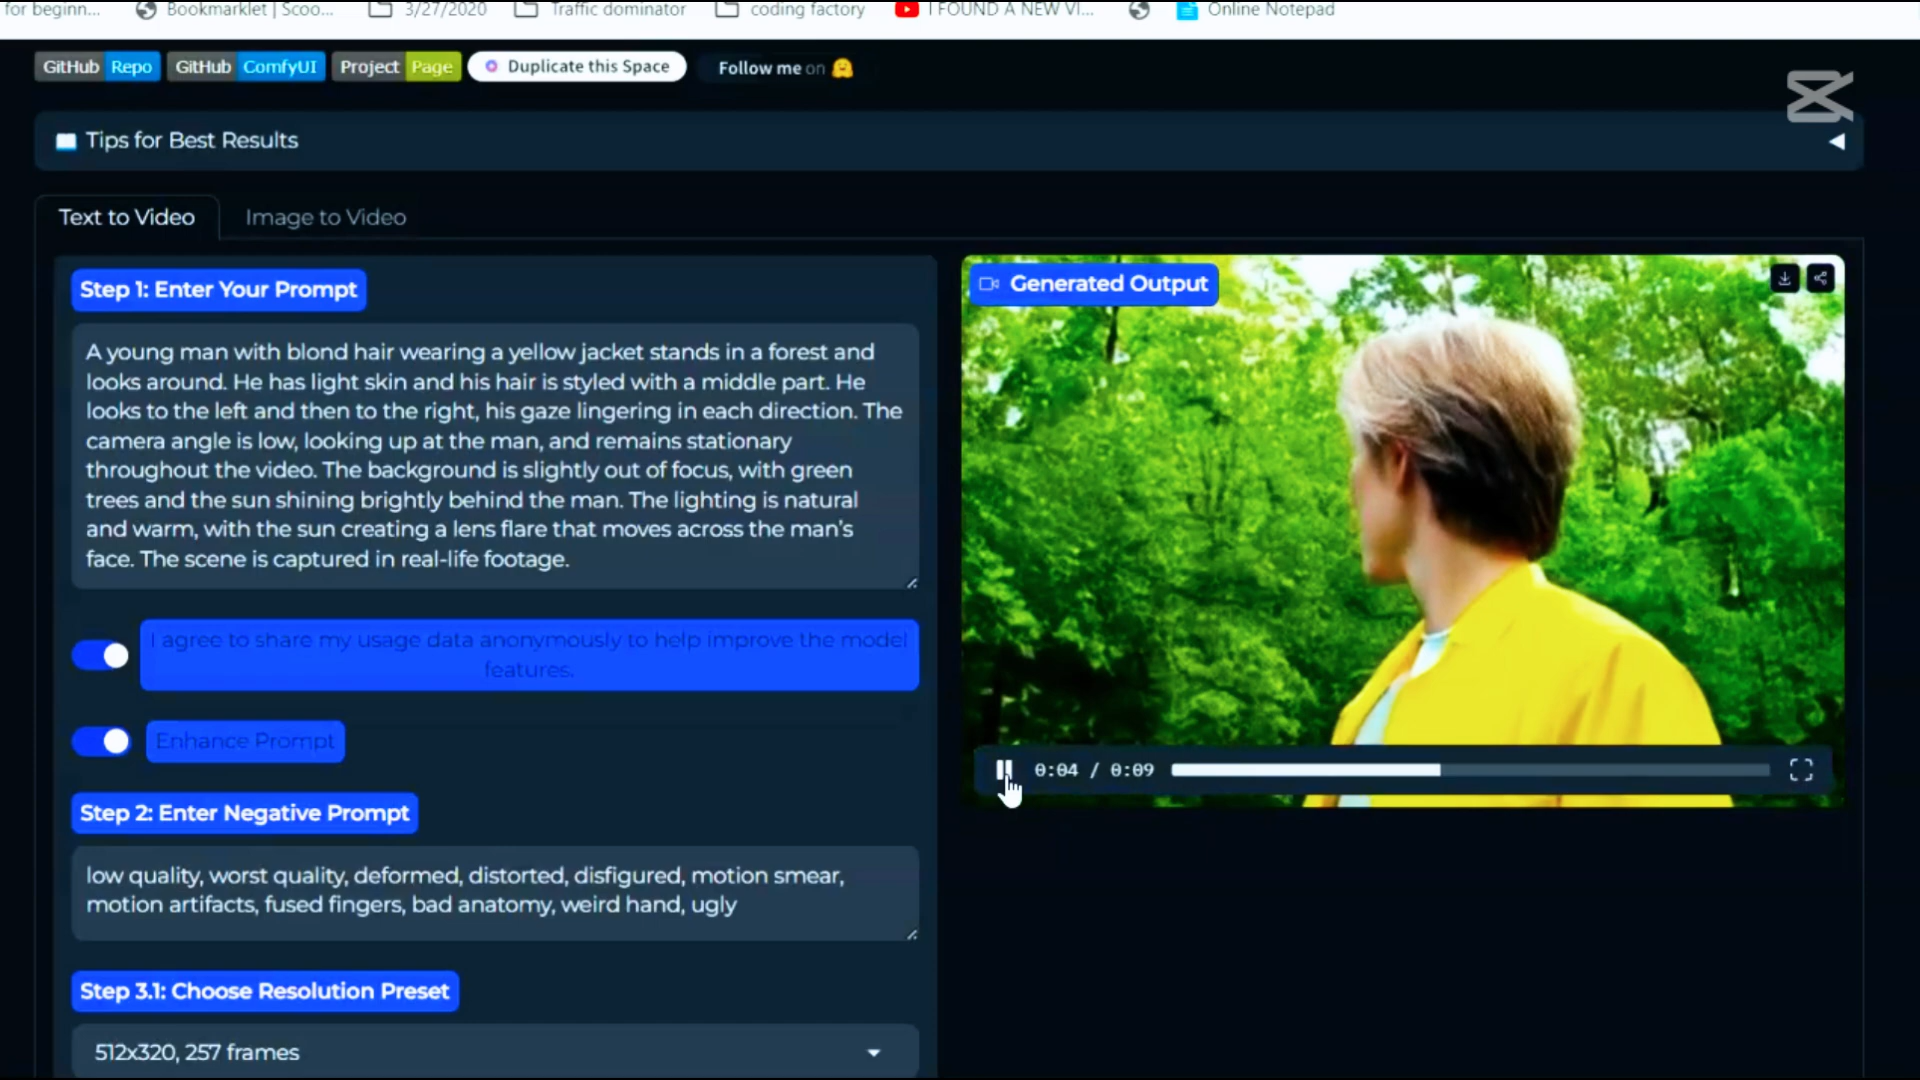 for beginn...
Bookmarklet | Scoo...
3/27/2020
Traffic dominator
coding factory
I FOUND A NEW VI...
Online Notepad
GitHub Repo
GitHub ComfyUI
Project Page
Duplicate this Space
Follow me on
Tips for Best Results
Text to Video
Image to Video
Step 1: Enter Your Prompt
A young man with blond hair wearing a yellow jacket stands in a forest and
looks around. He has light skin and his hair is styled with a middle part. He
looks to the left and then to the right, his gaze lingering in each direction. The
camera angle is low, looking up at the man, and remains stationary
throughout the video. The background is slightly out of focus, with green
trees and the sun shining brightly behind the man. The lighting is natural
and warm, with the sun creating a lens flare that moves across the man's
face. The scene is captured in real-life footage.
I agree to share my usage data anonymously to help improve the model
features.
Enhance Prompt
Step 2: Enter Negative Prompt
low quality, worst quality, deformed, distorted, disfigured, motion smear,
motion artifacts, fused fingers, bad anatomy, weird hand, ugly
Step 3.1: Choose Resolution Preset
512x320, 257 frames
Generated Output
0:04 / 0:09